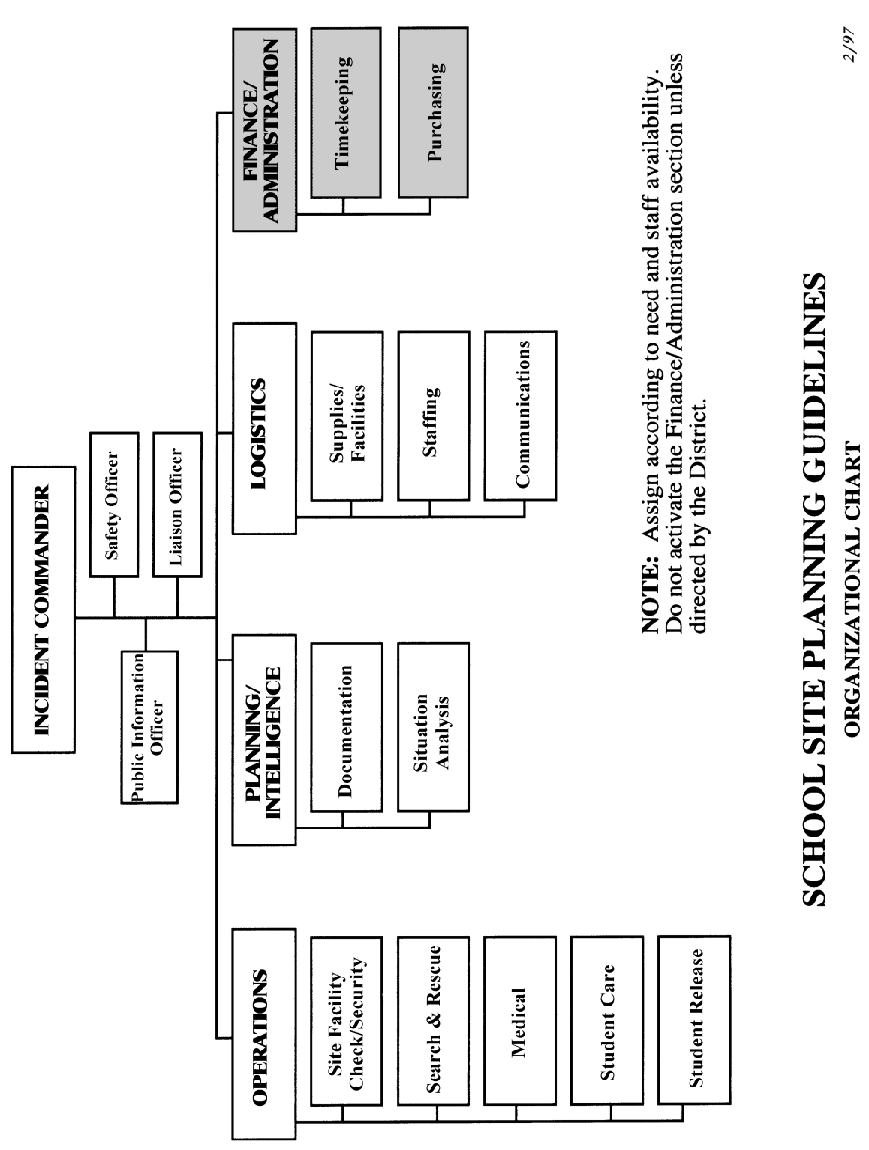 INCIDENT COMMANDER
Safety Officer
Public Information
Officer
Liaison Officer
OPERATIONS
Site Facility
Check/Security
Search & Rescue
Medical
Student Care
Student Release
PLANNING/
INTELLIGENCE
Documentation
Situation
Analysis
LOGISTICS
Supplies/
Facilities
Staffing
Communications
FINANCE/
ADMINISTRATION
Timekeeping
Purchasing
NOTE: Assign according to need and staff availability.
Do not activate the Finance/Administration section unless
directed by the District.
SCHOOL SITE PLANNING GUIDELINES
ORGANIZATIONAL CHART
2/97